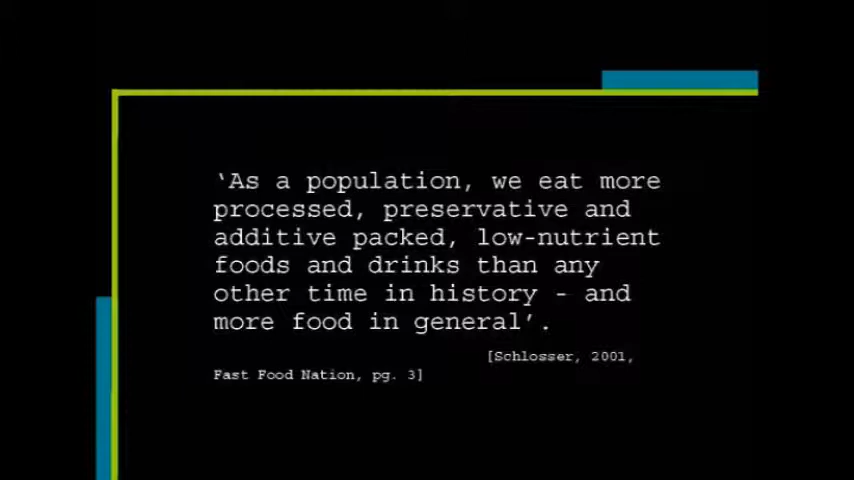 ‘As a population, we eat more
processed, preservative and
additive packed, low-nutrient
foods and drinks than any
other time in history - and
more food in general’.
[Schlosser, 2001,
Fast Food Nation, pg. 3]